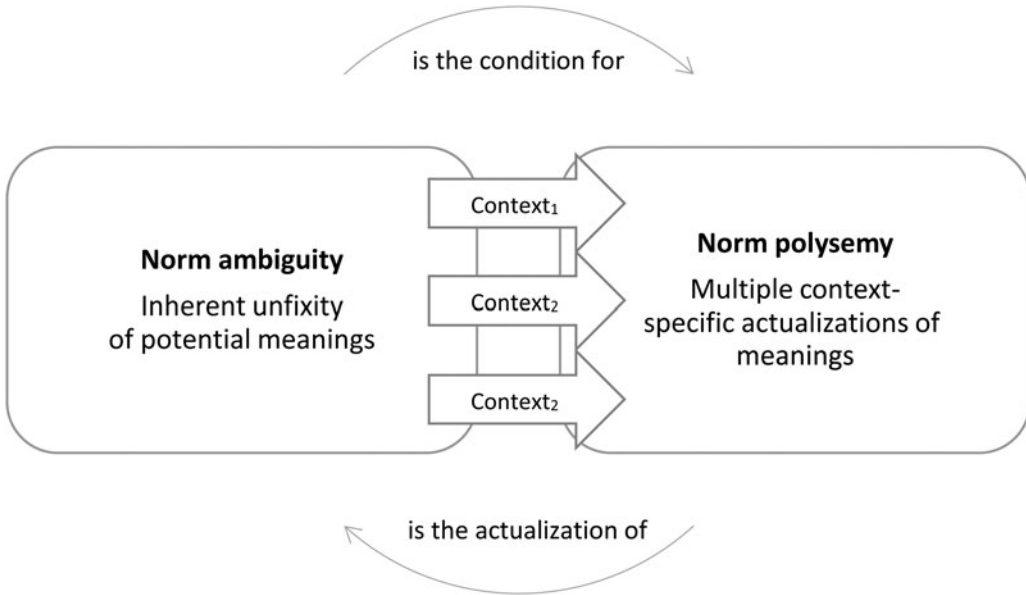 is the condition for
Norm ambiguity
Inherent unfixity
of potential meanings
Context₁
Context₂
Context₂
Norm polysemy
Multiple context-
specific actualizations of
meanings
is the actualization of